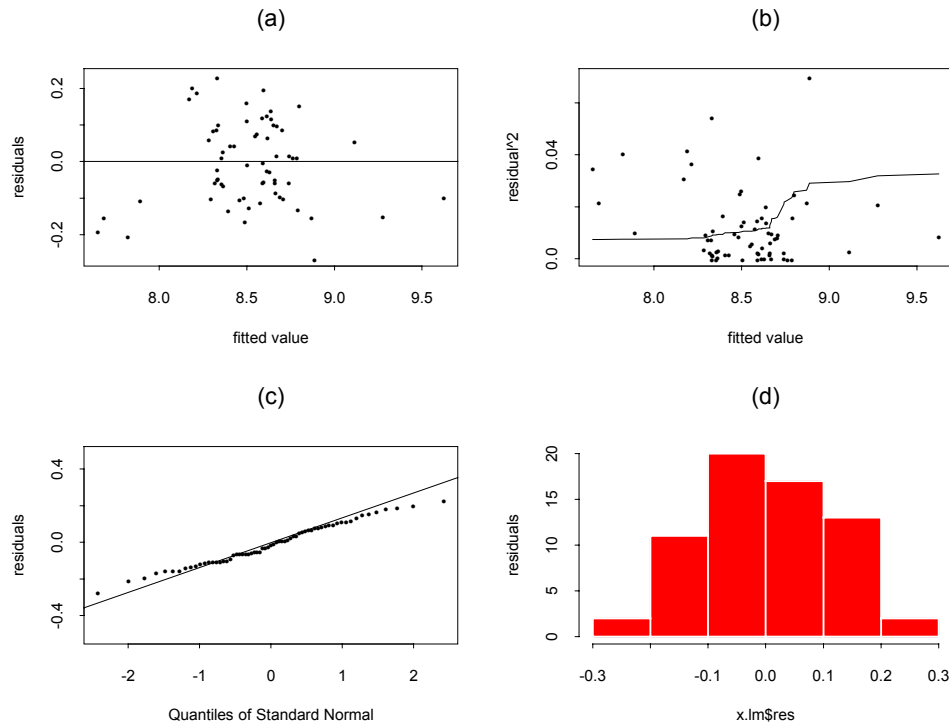 (a)
residuals
0.2
0.0
-0.2
8.0 8.5 9.0 9.5
fitted value
(b)
residual^2
0.04
0.0
8.0 8.5 9.0 9.5
fitted value
(c)
residuals
0.4
0.0
-0.4
-2 -1 0 1 2
Quantiles of Standard Normal
(d)
residuals
20
15
10
5
0
-0.3 -0.1 0.0 0.1 0.2 0.3
x.lm$res